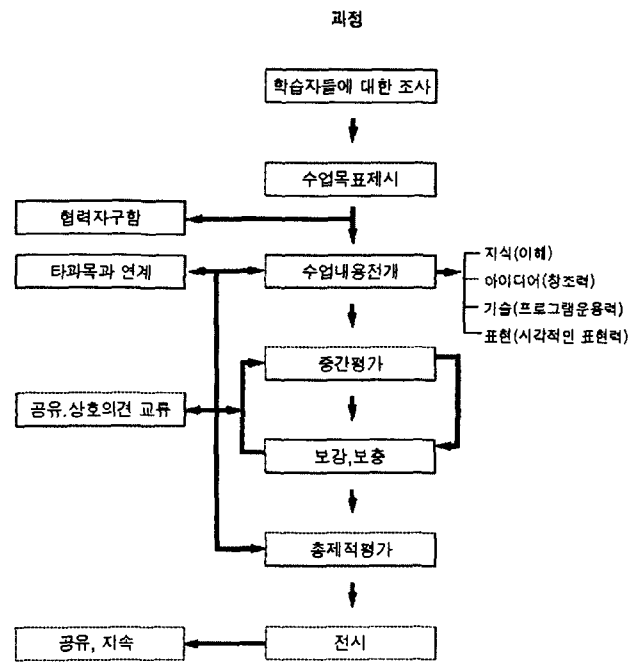 과정
학습자들에 대한 조사
수업목표제시
협력자구함
타과목과 연계
수업내용전개
지식(이해)
아이디어(창조력)
기술(프로그램운용력)
표현(시각적인 표현력)
중간평가
공유.상호의견 교류
보강,보충
총체적평가
전시
공유, 지속